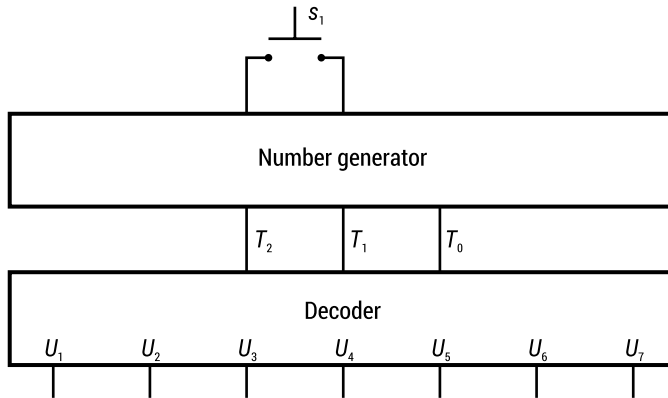 S₁
Number generator
T₂ T₁ T₀
Decoder
U₁ U₂ U₃ U₄ U₅ U₆ U₇